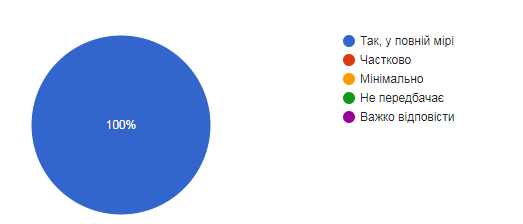 100%
Так, у повній мірі
Частково
Мінімально
Не передбачає
Важко відповісти